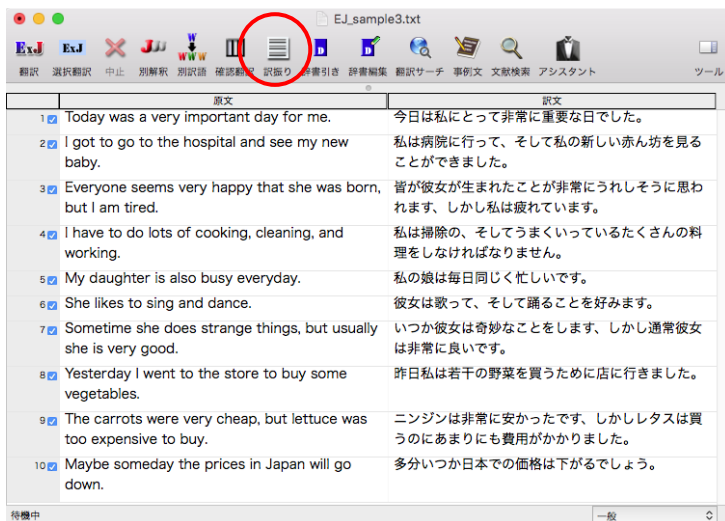 EJ_sample3.txt
ExJ ExJ JIJ W WWW D D
翻訳 選択翻訳 中止 別解釈 別訳語 確認翻訳 訳振り 辞書引き 辞書編集 翻訳サーチ 事例文 文献検索 アシスタント ツール
原文 訳文
1 Today was a very important day for me. 今日は私にとって非常に重要な日でした。
2 I got to go to the hospital and see my new 私は病院に行って、そして私の新しい赤ん坊を見る
baby. ことができました。
3 Everyone seems very happy that she was born, 皆が彼女が生まれたことが非常にうれしそうに思わ
but I am tired. れます、しかし私は疲れています。
4 I have to do lots of cooking, cleaning, and 私は掃除の、そしてうまくいっているたくさんの料
working. 理をしなければなりません。
5 My daughter is also busy everyday. 私の娘は毎日同じく忙しいです。
6 She likes to sing and dance. 彼女は歌って、そして踊ることを好みます。
7 Sometime she does strange things, but usually いつか彼女は奇妙なことをします、しかし通常彼女
she is very good. は非常に良いです。
8 Yesterday I went to the store to buy some 昨日私は若干の野菜を買うために店に行きました。
vegetables.
9 The carrots were very cheap, but lettuce was ニンジンは非常に安かったです、しかしレタスは買
too expensive to buy. うのにあまりにも費用がかかりました。
10 Maybe someday the prices in Japan will go 多分いつか日本での価格は下がるでしょう。
down.
待機中 一般